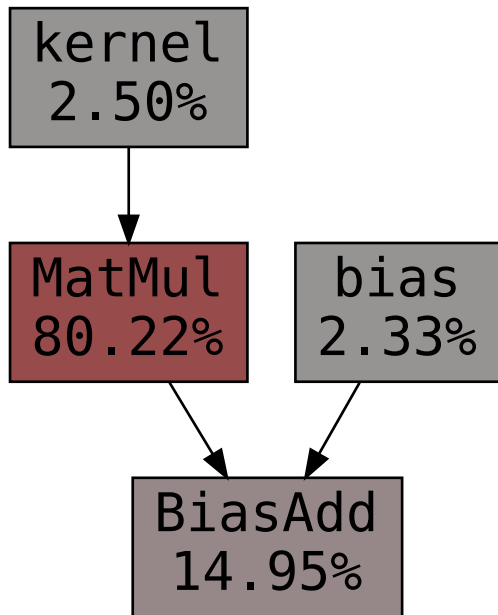 kernel
2.50%
MatMul
80.22%
bias
2.33%
BiasAdd
14.95%